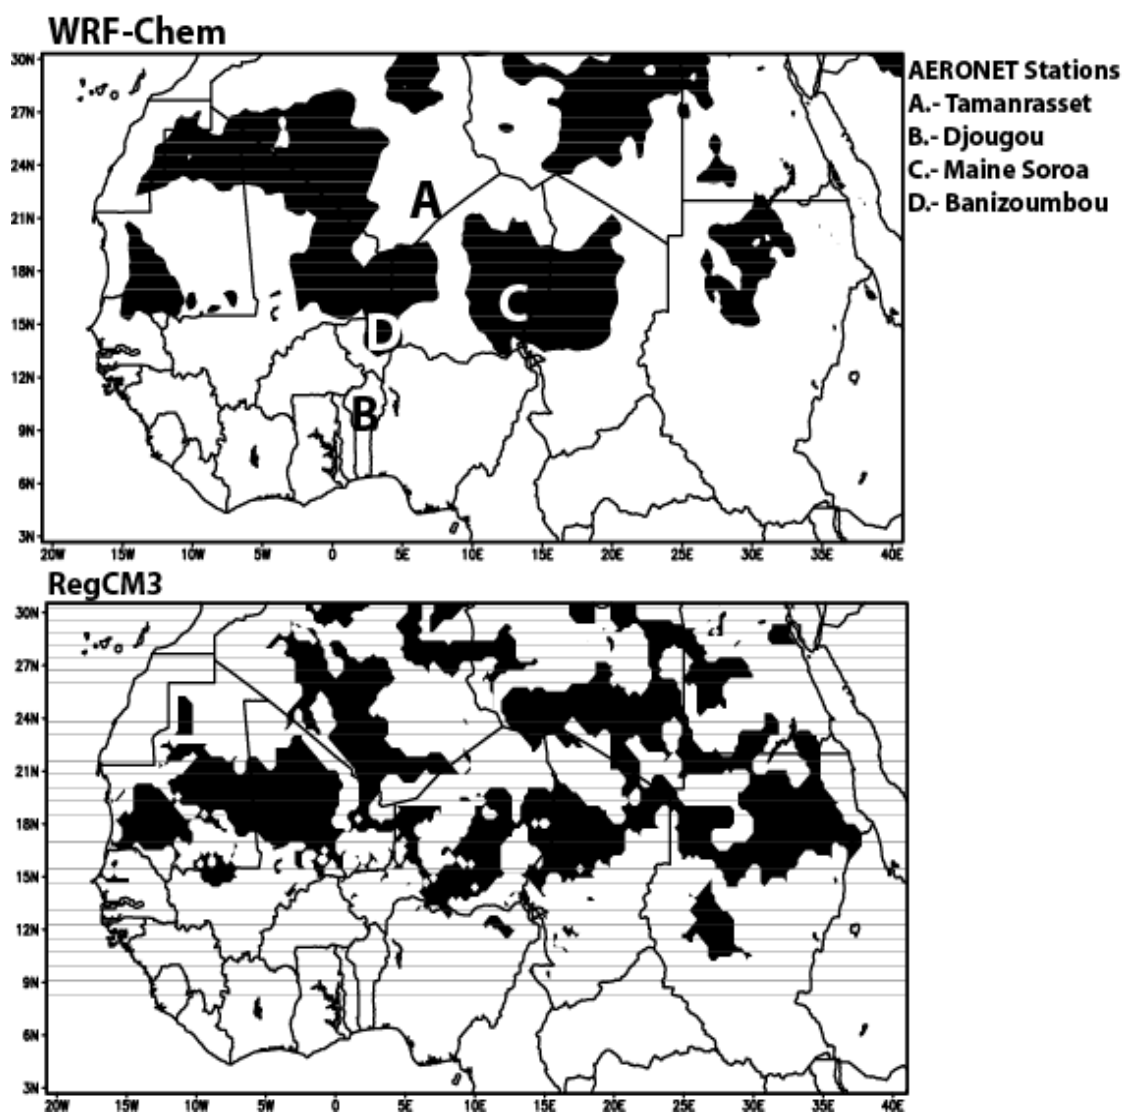 WRF-Chem
AERONET Stations
A.- Tamanrasset
B.- Djougou
C.- Maine Soroa
D.- Banizoumbou
30N
27N
24N
21N
18N
15N
12N
9N
6N
3N
A
C
D
B
20W 15W 10W 5W 0 5E 10E 15E 20E 25E 30E 35E 40E
RegCM3
30N
27N
24N
21N
18N
15N
12N
9N
6N
3N
20W 15W 10W 5W 0 5E 10E 15E 20E 25E 30E 35E 40E